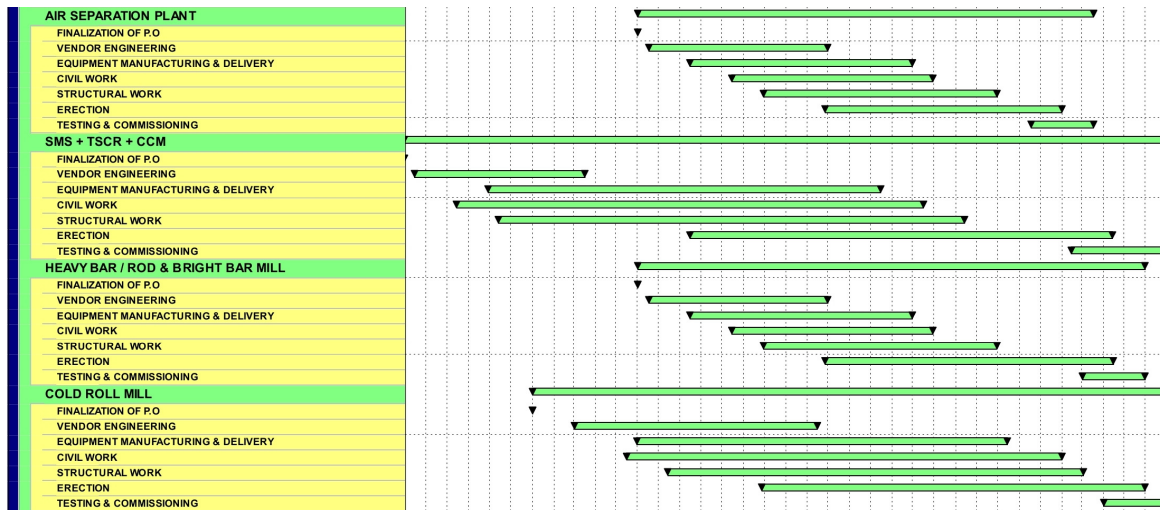 AIR SEPARATION PLANT
FINALIZATION OF P.O
VENDOR ENGINEERING
EQUIPMENT MANUFACTURING & DELIVERY
CIVIL WORK
STRUCTURAL WORK
ERECTION
TESTING & COMMISSIONING
SMS + TSCR + CCM
FINALIZATION OF P.O
VENDOR ENGINEERING
EQUIPMENT MANUFACTURING & DELIVERY
CIVIL WORK
STRUCTURAL WORK
ERECTION
TESTING & COMMISSIONING
HEAVY BAR / ROD & BRIGHT BAR MILL
FINALIZATION OF P.O
VENDOR ENGINEERING
EQUIPMENT MANUFACTURING & DELIVERY
CIVIL WORK
STRUCTURAL WORK
ERECTION
TESTING & COMMISSIONING
COLD ROLL MILL
FINALIZATION OF P.O
VENDOR ENGINEERING
EQUIPMENT MANUFACTURING & DELIVERY
CIVIL WORK
STRUCTURAL WORK
ERECTION
TESTING & COMMISSIONING